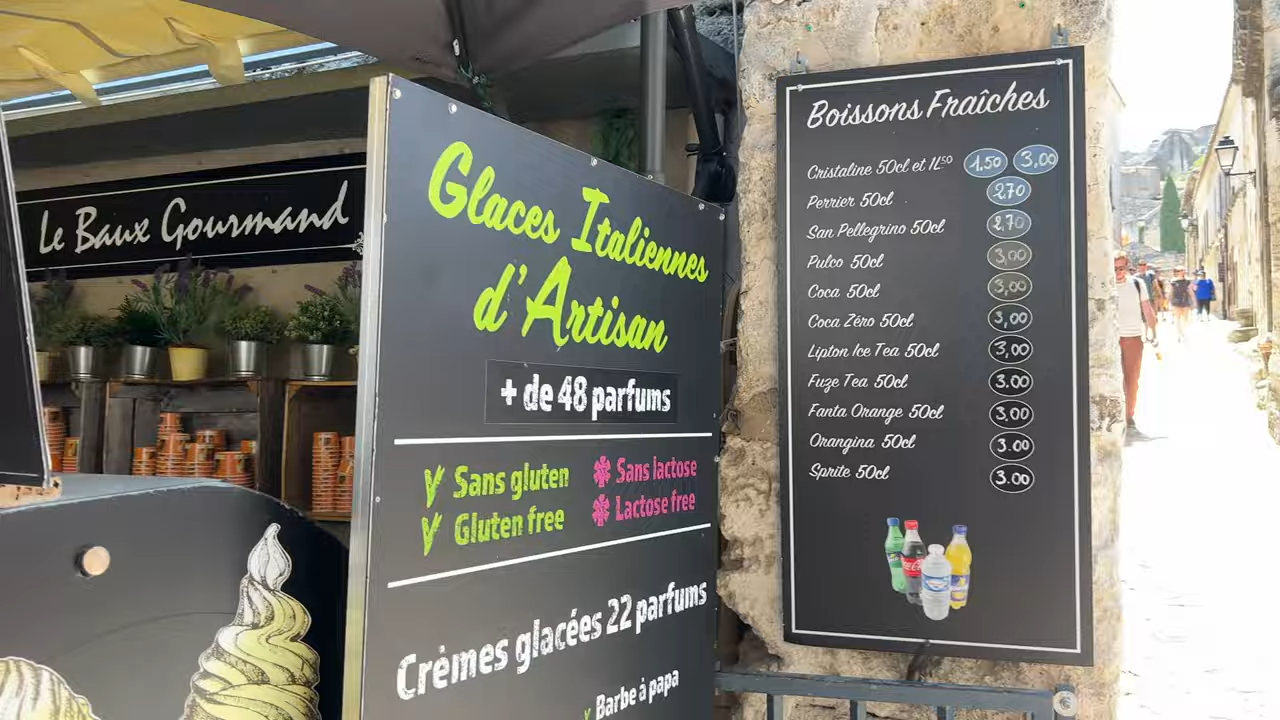 Le Baux Gourmand
Glaces Italiennes
d'Artisan
+ de 48 parfums
Sans gluten
Gluten free
Sans lactose
Lactose free
Crèmes glacées 22 parfums
Barbe à papa
Boissons Fraîches
Cristaline 50cl et 1L50 1.50 3,00
Perrier 50cl 2,70
San Pellegrino 50cl 2,70
Pulco 50cl 3,00
Coca 50cl 3,00
Coca Zéro 50cl 3,00
Lipton Ice Tea 50cl 3,00
Fuze Tea 50cl 3.00
Fanta Orange 50cl 3,00
Orangina 50cl 3.00
Sprite 50cl 3.00